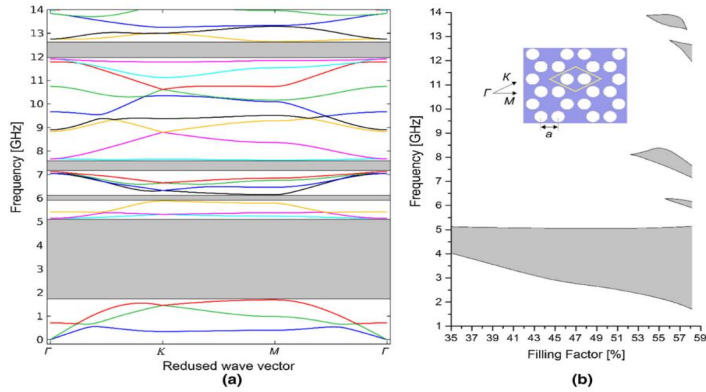 14
13
12
11
10
9
8
7
6
5
4
3
2
1
0
Frequency [GHz]
Γ K M Γ
Redused wave vector
(a)
14
13
12
11
10
9
8
7
6
5
4
3
2
1
Frequency [GHz]
K
Γ
M
a
35 37 39 41 43 45 47 49 51 53 55 57 59
Filling Factor [%]
(b)